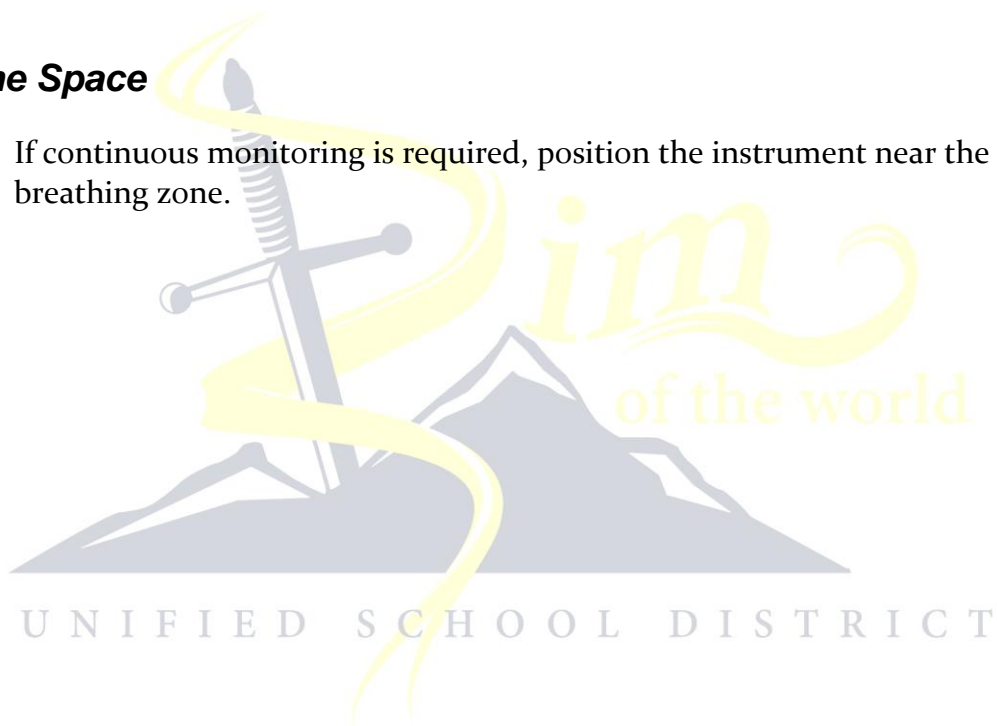 ne Space
If continuous monitoring is required, position the instrument near the
breathing zone.
Rim
of the world
UNIFIED SCHOOL DISTRICT